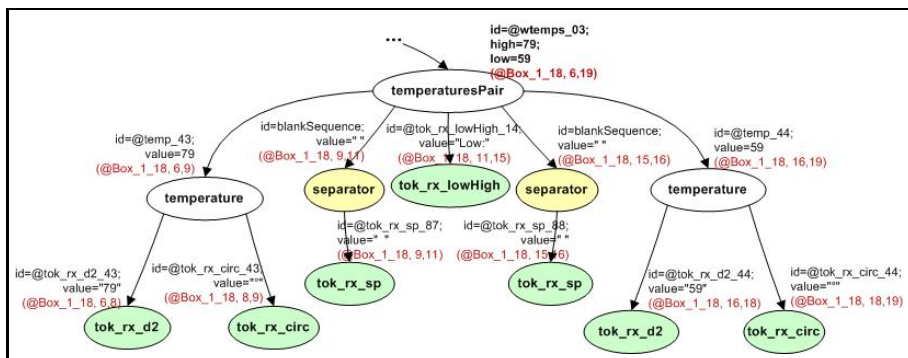 ...
id=@wtemps_03;
high=79;
low=59
(@Box_1_18, 6,19)
temperaturesPair
id=@temp_43;
value=79
(@Box_1_18, 6,9)
id=blankSequence;
value=" "
(@Box_1_18, 9,11)
id=@tok_rx_lowHigh_14;
value="Low:"
(@Box_1_18, 11,15)
id=blankSequence;
value=" "
(@Box_1_18, 15,16)
id=@temp_44;
value=59
(@Box_1_18, 16,19)
temperature
separator
tok_rx_lowHigh
separator
temperature
id=@tok_rx_d2_43;
value="79"
(@Box_1_18, 6,8)
id=@tok_rx_circ_43;
value="°"
(@Box_1_18, 8,9)
id=@tok_rx_sp_87;
value="  "
(@Box_1_18, 9,11)
id=@tok_rx_sp_88;
value=" "
(@Box_1_18, 15,16)
id=@tok_rx_d2_44;
value="59"
(@Box_1_18, 16,18)
id=@tok_rx_circ_44;
value="°"
(@Box_1_18, 18,19)
tok_rx_d2
tok_rx_circ
tok_rx_sp
tok_rx_sp
tok_rx_d2
tok_rx_circ